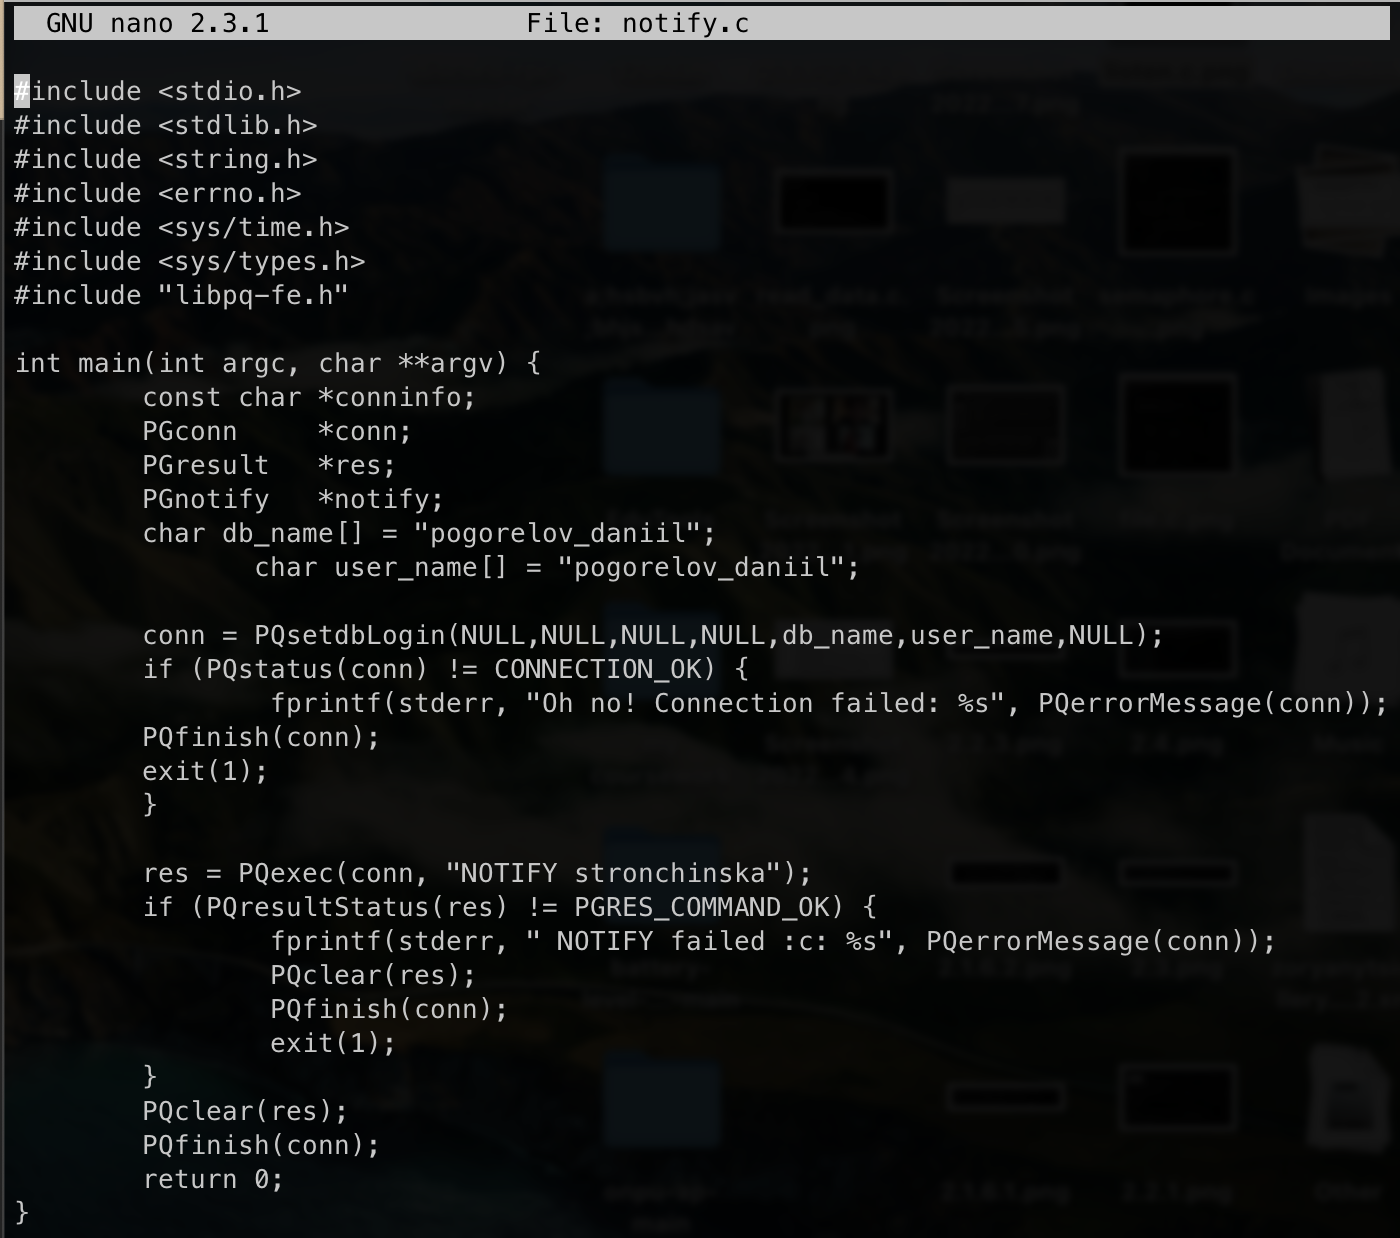 GNU nano 2.3.1 File: notify.c
#include <stdio.h>
#include <stdlib.h>
#include <string.h>
#include <errno.h>
#include <sys/time.h>
#include <sys/types.h>
#include "libpq-fe.h"
int main(int argc, char **argv) {
        const char *conninfo;
        PGconn     *conn;
        PGresult   *res;
        PGnotify   *notify;
        char db_name[] = "pogorelov_daniil";
               char user_name[] = "pogorelov_daniil";
        conn = PQsetdbLogin(NULL,NULL,NULL,NULL,db_name,user_name,NULL);
        if (PQstatus(conn) != CONNECTION_OK) {
                fprintf(stderr, "Oh no! Connection failed: %s", PQerrorMessage(conn));
        PQfinish(conn);
        exit(1);
        }
        res = PQexec(conn, "NOTIFY stronchinska");
        if (PQresultStatus(res) != PGRES_COMMAND_OK) {
                fprintf(stderr, " NOTIFY failed :c: %s", PQerrorMessage(conn));
                PQclear(res);
                PQfinish(conn);
                exit(1);
        }
        PQclear(res);
        PQfinish(conn);
        return 0;
}